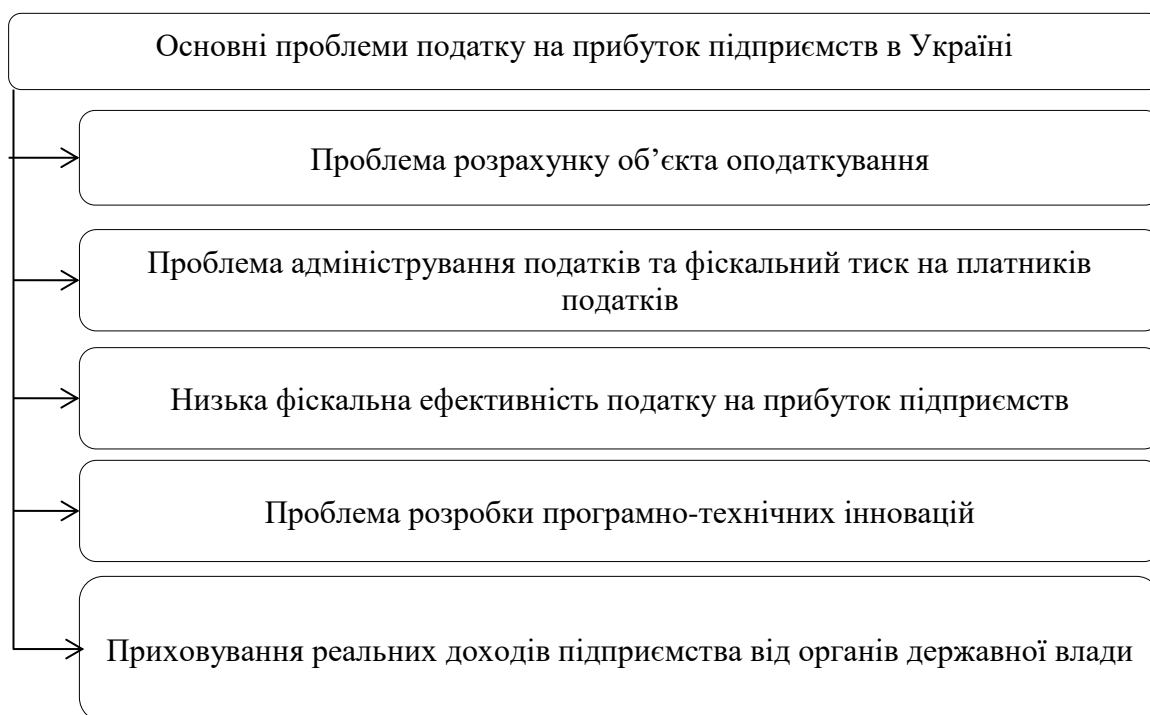 Основні проблеми податку на прибуток підприємств в Україні
Проблема розрахунку об’єкта оподаткування
Проблема адміністрування податків та фіскальний тиск на платників
податків
Низька фіскальна ефективність податку на прибуток підприємств
Проблема розробки програмно-технічних інновацій
Приховування реальних доходів підприємства від органів державної влади